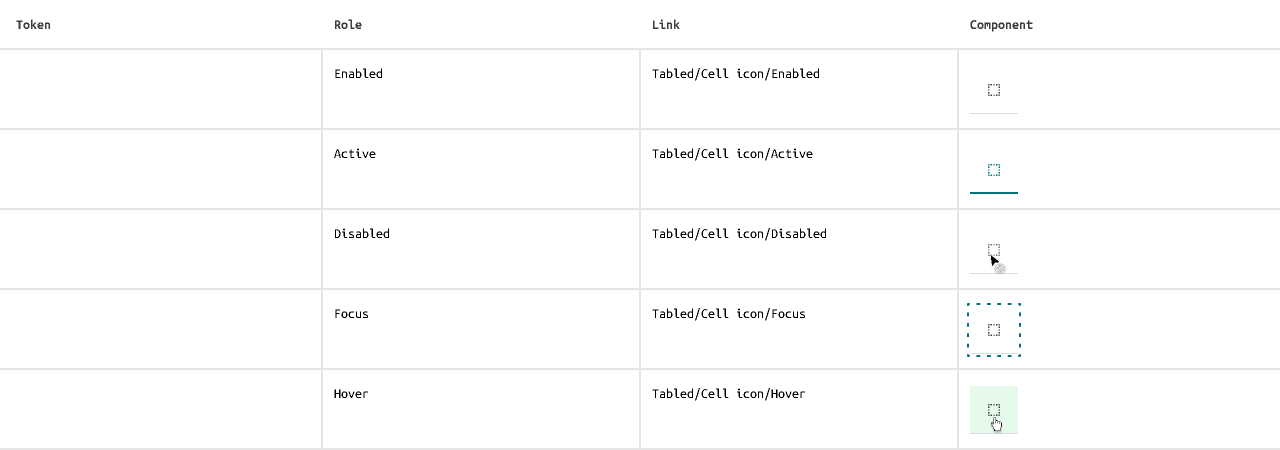 Token Role Link Component
Enabled Tabled/Cell icon/Enabled
Active Tabled/Cell icon/Active
Disabled Tabled/Cell icon/Disabled
Focus Tabled/Cell icon/Focus
Hover Tabled/Cell icon/Hover